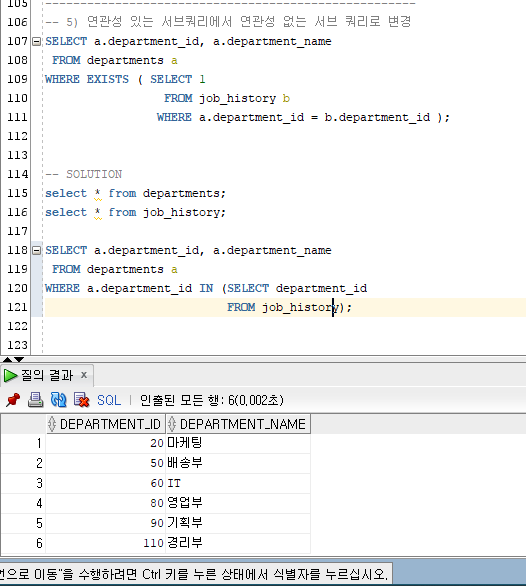 105 -----------------------------------------------------
106 -- 5) 연관성 있는 서브쿼리에서 연관성 없는 서브 쿼리로 변경
107 SELECT a.department_id, a.department_name
108 FROM departments a
109 WHERE EXISTS ( SELECT 1
110 FROM job_history b
111 WHERE a.department_id = b.department_id );
112
113
114 -- SOLUTION
115 select * from departments;
116 select * from job_history;
117
118 SELECT a.department_id, a.department_name
119 FROM departments a
120 WHERE a.department_id IN (SELECT department_id
121 FROM job_history);
122
123
질의 결과 x
SQL | 인출된 모든 행: 6(0,002초)
DEPARTMENT_ID DEPARTMENT_NAME
1 20 마케팅
2 50 배송부
3 60 IT
4 80 영업부
5 90 기획부
6 110 경리부
으로 이동"을 수행하려면 Ctrl 키를 누른 상태에서 식별자를 누르십시오.